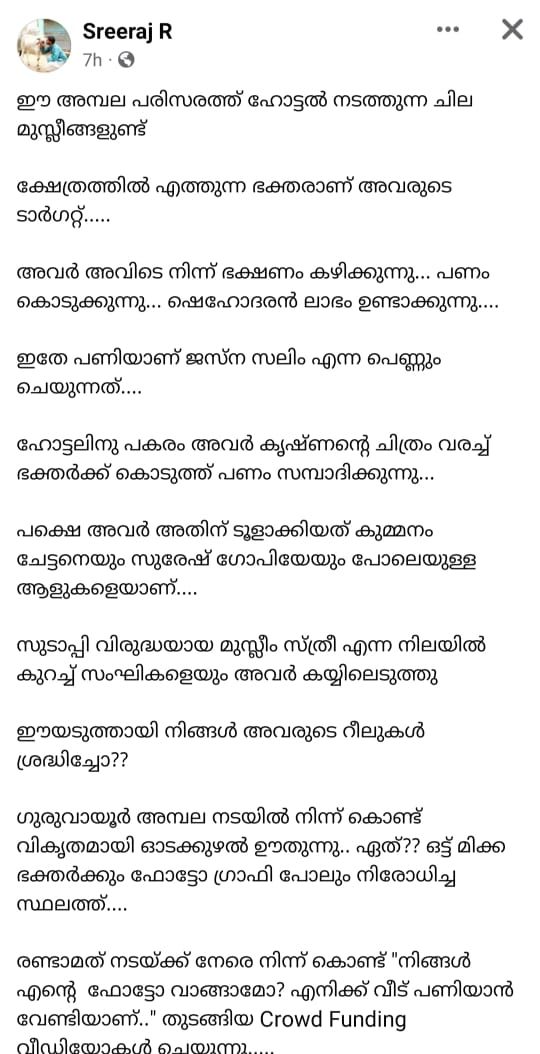 Sreeraj R
7h
ഈ അമ്പല പരിസരത്ത് ഹോട്ടൽ നടത്തുന്ന ചില
മുസ്ലീങ്ങളുണ്ട്
ക്ഷേത്രത്തിൽ എത്തുന്ന ഭക്തരാണ് അവരുടെ
ടാർഗറ്റ്.....
അവർ അവിടെ നിന്ന് ഭക്ഷണം കഴിക്കുന്നു... പണം
കൊടുക്കുന്നു... ഷെഹോദരൻ ലാഭം ഉണ്ടാക്കുന്നു....
ഇതേ പണിയാണ് ജസ്ന സലിം എന്ന പെണ്ണും
ചെയുന്നത്....
ഹോട്ടലിനു പകരം അവർ കൃഷ്ണന്റെ ചിത്രം വരച്ച്
ഭക്തർക്ക് കൊടുത്ത് പണം സമ്പാദിക്കുന്നു...
പക്ഷെ അവർ അതിന് ടൂളാക്കിയത് കുമ്മനം
ചേട്ടനെയും സുരേഷ് ഗോപിയേയും പോലെയുള്ള
ആളുകളെയാണ്....
സുടാപ്പി വിരുദ്ധയായ മുസ്ലീം സ്ത്രീ എന്ന നിലയിൽ
കുറച്ച് സംഘികളെയും അവർ കയ്യിലെടുത്തു
ഈയടുത്തായി നിങ്ങൾ അവരുടെ റീലുകൾ
ശ്രദ്ധിച്ചോ??
ഗുരുവായൂർ അമ്പല നടയിൽ നിന്ന് കൊണ്ട്
വികൃതമായി ഓടക്കുഴൽ ഊതുന്നു.. ഏത്?? ഒട്ട് മിക്ക
ഭക്തർക്കും ഫോട്ടോ ഗ്രാഫി പോലും നിരോധിച്ച
സ്ഥലത്ത്....
രണ്ടാമത് നടയ്ക്ക് നേരെ നിന്ന് കൊണ്ട് "നിങ്ങൾ
എന്റെ ഫോട്ടോ വാങ്ങാമോ? എനിക്ക് വീട് പണിയാൻ
വേണ്ടിയാണ്.." തുടങ്ങിയ Crowd Funding
വീഡിയോകൾ ചെയുന്നു.....